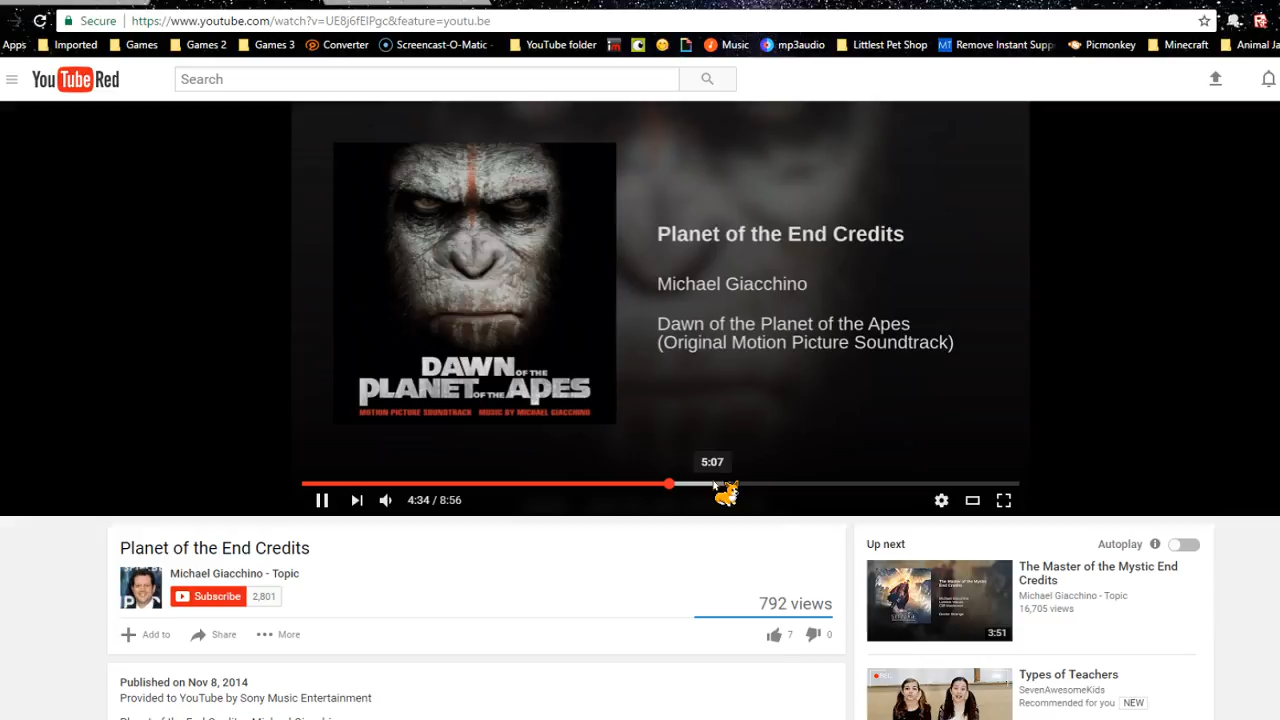 Secure https://www.youtube.com/watch?v=UE8j6fEIPgc&feature=youtu.be
Apps Imported Games Games 2 Games 3 Converter Screencast-O-Matic YouTube folder Music mp3audio Littlest Pet Shop Remove Instant Supp Picmonkey Minecraft Animal Ja
YouTube Red Search
Planet of the End Credits
Michael Giacchino
Dawn of the Planet of the Apes
(Original Motion Picture Soundtrack)
DAWN OF THE
PLANET OF THE APES
MOTION PICTURE SOUNDTRACK MUSIC BY MICHAEL GIACCHINO
5:07
4:34 / 8:56
Planet of the End Credits
Michael Giacchino - Topic
Subscribe 2,801
792 views
Add to Share More 7 0
Published on Nov 8, 2014
Provided to YouTube by Sony Music Entertainment
Up next Autoplay
The Master of the Mystic End
Credits
Michael Giacchino - Topic
16,705 views
3:51
Types of Teachers
SevenAwesomeKids
Recommended for you NEW